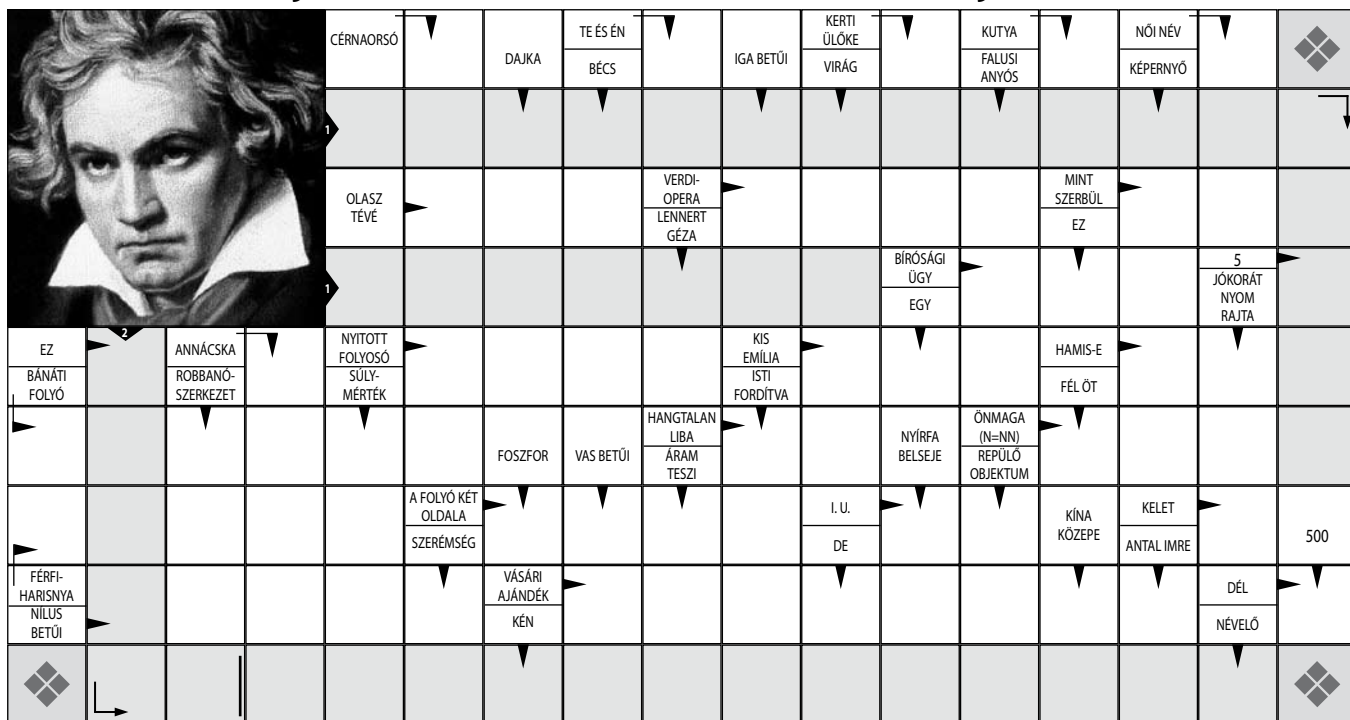 CÉRNAORSÓ
DAJKA
TE ÉS ÉN
BÉCS
IGA BETŰI
KERTI
ÜLŐKE
VIRÁG
KUTYA
FALUSI
ANYÓS
NŐI NÉV
KÉPERNYŐ
1
OLASZ
TÉVÉ
VERDI-
OPERA
LENNERT
GÉZA
MINT
SZERBÜL
EZ
1
BÍRÓSÁGI
ÜGY
EGY
5
JÓKORÁT
NYOM
RAJTA
2
EZ
BÁNÁTI
FOLYÓ
ANNÁCSKA
ROBBANÓ-
SZERKEZET
NYITOTT
FOLYOSÓ
SÚLY-
MÉRTÉK
KIS
EMÍLIA
ISTI
FORDÍTVA
HAMIS-E
FÉL ÖT
FOSZFOR
VAS BETŰI
HANGTALAN
LIBA
ÁRAM
TESZI
NYÍRFA
BELSEJE
ÖNMAGA
(N=NN)
REPÜLŐ
OBJEKTUM
A FOLYÓ KÉT
OLDALA
SZERÉMSÉG
I. U.
DE
KÍNA
KÖZEPE
KELET
ANTAL IMRE
500
FÉRFI-
HARISNYA
NÍLUS
BETŰI
VÁSÁRI
AJÁNDÉK
KÉN
DÉL
NÉVELŐ